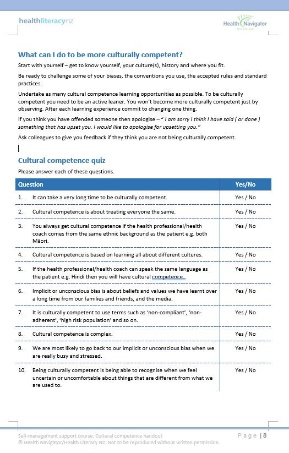 healthliteracynz
Health Navigator
What can I do to be more culturally competent?
Start with yourself – get to know yourself, your culture(s), history and where you fit.
Be ready to challenge some of your biases, the conventions you use, the accepted rules and standard
practices.
Undertake as many cultural competence learning opportunities as possible. To be culturally
competent you need to be an active learner. You won't become more culturally competent just by
observing. After each learning experience commit to changing one thing.
If you think you have offended someone then apologise – "I am sorry I think I have said ( or done )
something that has upset you. I would like to apologise for upsetting you."
Ask colleagues to give you feedback if they think you are not being culturally competent.
Cultural competence quiz
Please answer each of these questions.
Question Yes/No
1. It can take a very long time to be culturally competent. Yes / No
2. Cultural competence is about treating everyone the same. Yes / No
3. You always get cultural competence if the health professional/health Yes / No
coach comes from the same ethnic background as the patient e.g. both
Māori.
4. Cultural competence is based on learning all about different cultures. Yes / No
5. If the health professional/health coach can speak the same language as Yes / No
the patient e.g. Hindi then you will have cultural competence.
6. Implicit or unconscious bias is about beliefs and values we have learnt over Yes / No
a long time from our families and friends, and the media.
7. It is culturally competent to use terms such as 'non-compliant', 'non- Yes / No
adherent', 'high risk population' and so on.
8. Cultural competence is complex. Yes / No
9. We are most likely to go back to our implicit or unconscious bias when we Yes / No
are really busy and stressed.
10. Being culturally competent is being able to recognise when we feel Yes / No
uncertain or uncomfortable about things that are different from what we
are used to.
Self-management support course: Cultural competence handout Page | 8
© Health Navigator/Health Literacy NZ. Not to be reproduced without written permission